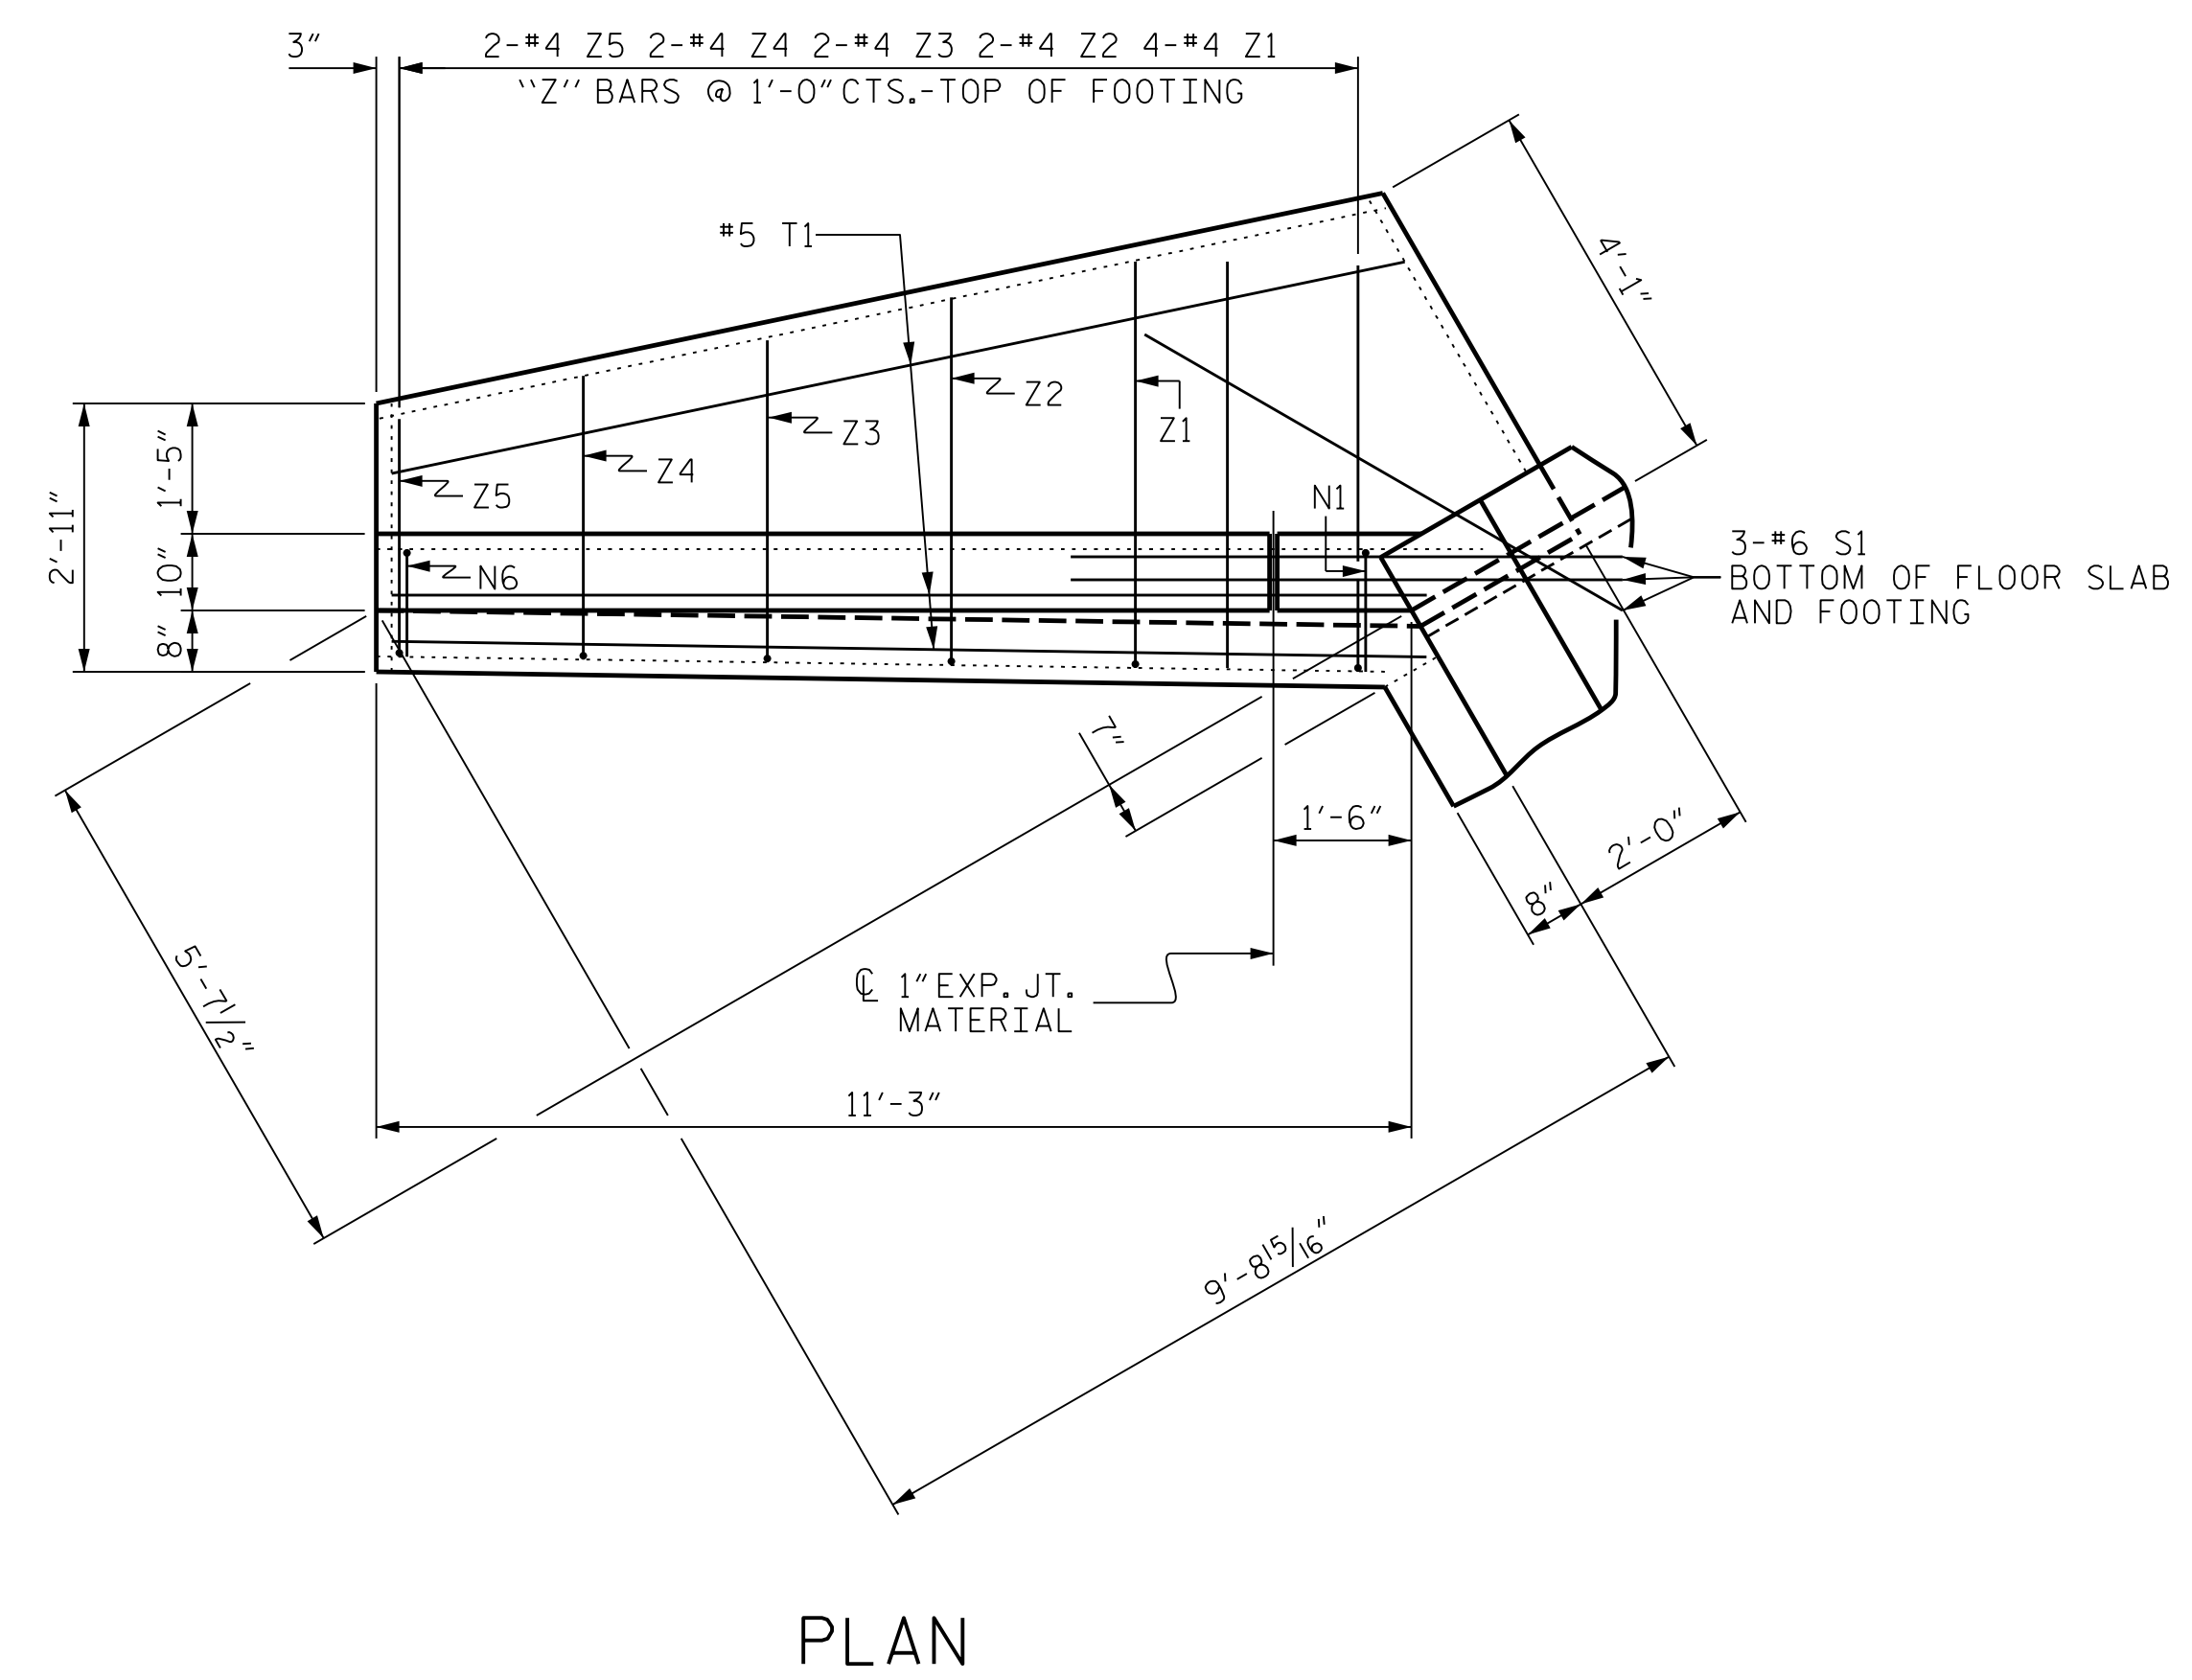 3″
2-#4 Z5 2-#4 Z4 2-#4 Z3 2-#4 Z2 4-#4 Z1
‶Z″ BARS @ 1′-0″CTS.-TOP OF FOOTING
#5 T1
4′-1″
Z2
Z3
Z1
Z4
Z5
1′-5″
2′-11″
10″
8″
N1
N6
3-#6 S1
BOTTOM OF FLOOR SLAB
AND FOOTING
7″
1′-6″
2′-0″
8″
5′-7 1/2″
℄ 1″EXP. JT.
MATERIAL
11′-3″
9′-8 15/16″
PLAN